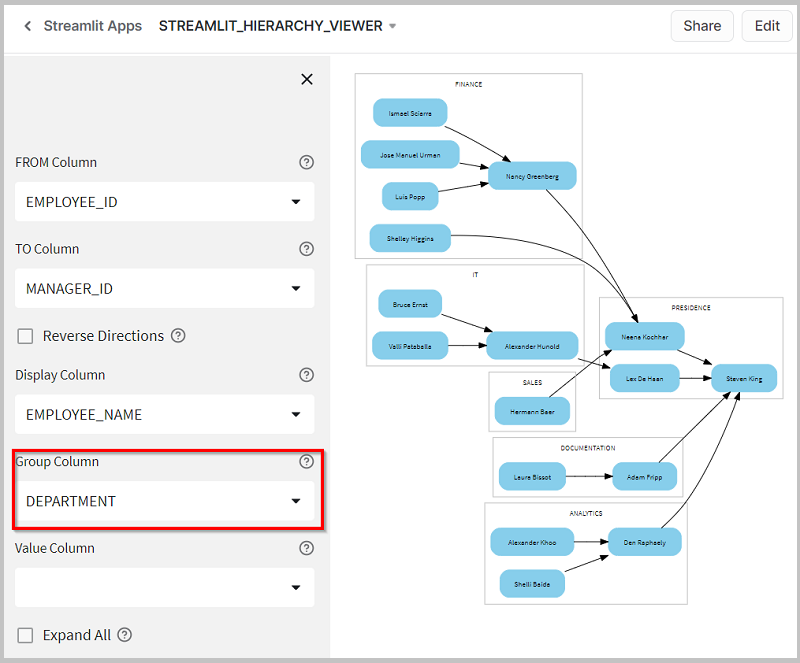 Streamlit Apps STREAMLIT_HIERARCHY_VIEWER
Share Edit
FROM Column
EMPLOYEE_ID
TO Column
MANAGER_ID
Reverse Directions
Display Column
EMPLOYEE_NAME
Group Column
DEPARTMENT
Value Column
Expand All
FINANCE
Ismael Sciarra
Jose Manuel Urman
Nancy Greenberg
Luis Popp
Shelley Higgins
IT
Bruce Ernst
Valli Pataballa
Alexander Hunold
PRESIDENCE
Neena Kochhar
Lex De Haan
Steven King
SALES
Hermann Baer
DOCUMENTATION
Laura Bissot
Adam Fripp
ANALYTICS
Alexander Khoo
Den Raphaely
Shelli Baida